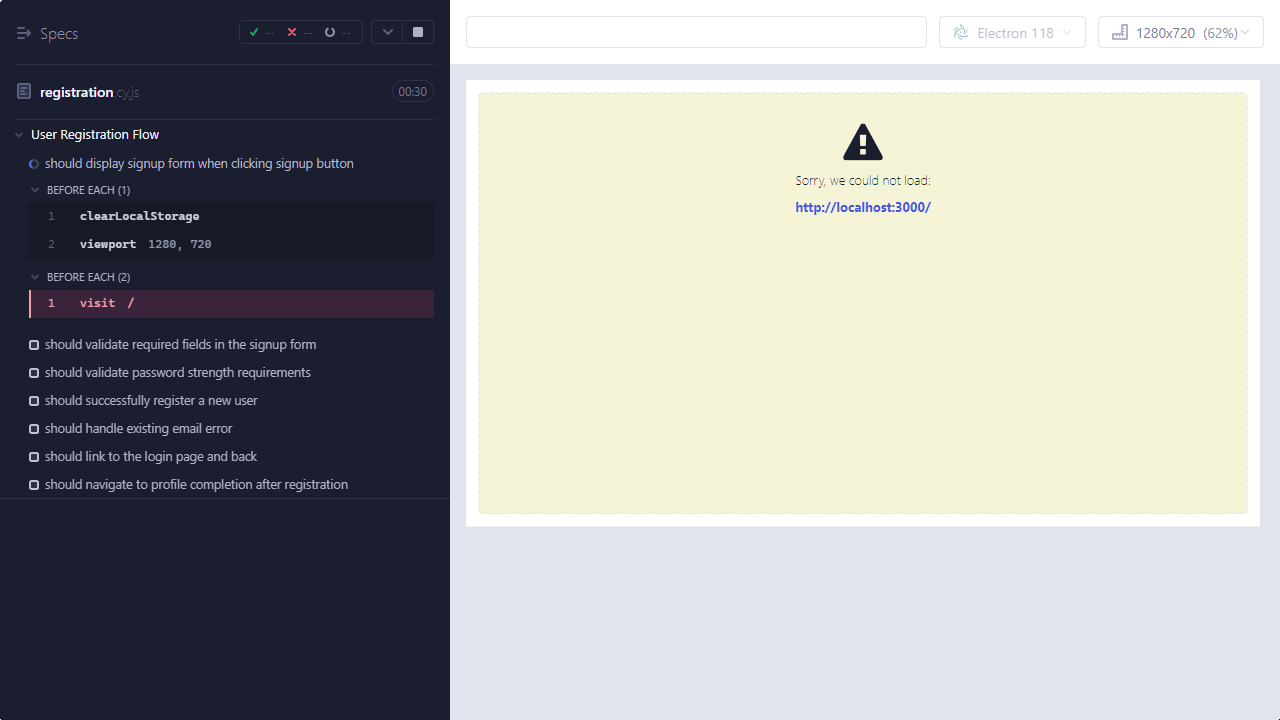 Specs
-- -- --
registration.cy.js 00:30
User Registration Flow
should display signup form when clicking signup button
BEFORE EACH (1)
1 clearLocalStorage
2 viewport 1280, 720
BEFORE EACH (2)
1 visit /
should validate required fields in the signup form
should validate password strength requirements
should successfully register a new user
should handle existing email error
should link to the login page and back
should navigate to profile completion after registration
Electron 118
1280x720 (62%)
Sorry, we could not load:
http://localhost:3000/